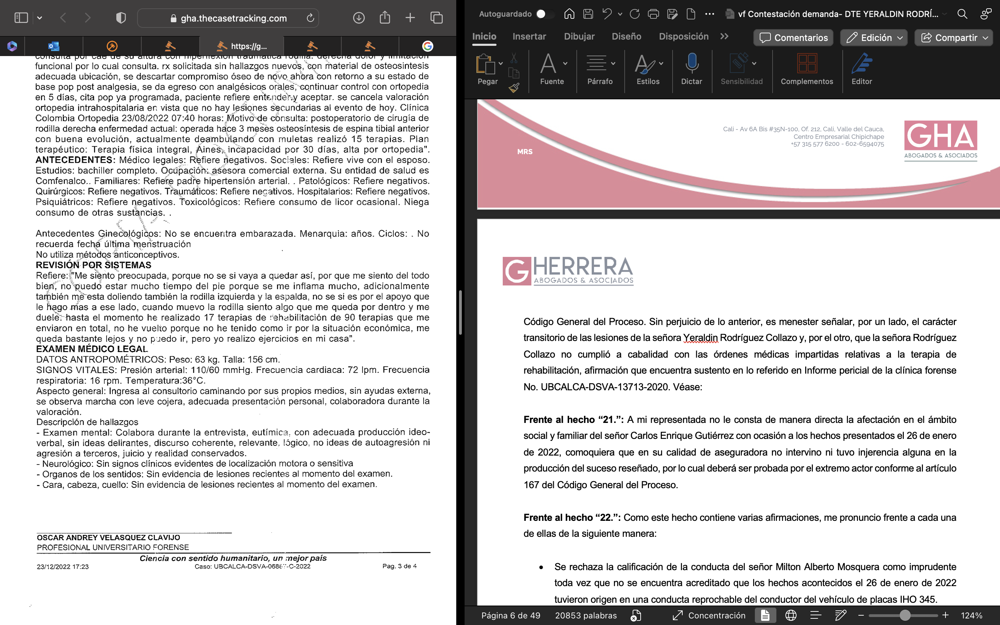 gha.thecasetracking.com
https://g...
consulta por cae de su altura con hiperflexion traumatica rodilla. derecha dolor y limitación
funcional por lo cual consulta. rx solicitada sin hallazgos nuevos, con material de osteosintesis
adecuada ubicación, se descartar compromiso óseo de novo ahora con retorno a su estado de
base pop post analgesia, se da egreso con analgésicos orales, continuar control con ortopedia
en 5 días, cita pop ya programada, paciente refiere entender y aceptar. se cancela valoración
ortopedia intrahospitalaria en vista que no hay lesiones secundarias al evento de hoy. Clínica
Colombia Ortopedia 23/08/2022 07:40 horas: Motivo de consulta: postoperatorio de cirugía de
rodilla derecha enfermedad actual: operada hace 3 meses osteosíntesis de espina tibial anterior
con buena evolución, actualmente deambulando con muletas realizó 15 terapias. Plan
terapéutico: Terapia física integral, Aines, incapacidad por 30 días, alta por ortopedia".
ANTECEDENTES: Médico legales: Refiere negativos. Sociales: Refiere vive con el esposo.
Estudios: bachiller completo. Ocupación: asesora comercial externa. Su entidad de salud es
Comfenalco.. Familiares: Refiere padre hipertensión arterial. . Patológicos: Refiere negativos.
Quirúrgicos: Refiere negativos. Traumáticos: Refiere negativos. Hospitalarios: Refiere negativos.
Psiquiátricos: Refiere negativos. Toxicológicos: Refiere consumo de licor ocasional. Niega
consumo de otras sustancias. .
Antecedentes Ginecológicos: No se encuentra embarazada. Menarquia: años. Ciclos: . No
recuerda fecha última menstruación
No utiliza métodos anticonceptivos.
REVISIÓN POR SISTEMAS
Refiere: "Me siento preocupada, porque no se si vaya a quedar así, por que me siento del todo
bien, no puedo estar mucho tiempo del pie porque se me inflama mucho, adicionalmente
también me esta doliendo también la rodilla izquierda y la espalda, no se si es por el apoyo que
le hago mas a ese lado, cuando muevo la rodilla siento algo que me queda por dentro y me
duele. hasta el momento he realizado 17 terapias de rehabilitación de 90 terapias que me
enviaron en total, no he vuelto porque no he tenido como ir por la situación económica, me
queda bastante lejos y no puedo ir, pero yo realizo ejercicios en mi casa".
EXAMEN MÉDICO LEGAL
DATOS ANTROPOMÉTRICOS: Peso: 63 kg. Talla: 156 cm.
SIGNOS VITALES: Presión arterial: 110/60 mmHg. Frecuencia cardiaca: 72 lpm. Frecuencia
respiratoria: 16 rpm. Temperatura:36°C.
Aspecto general: Ingresa al consultorio caminando por sus propios medios, sin ayudas externa,
se observa marcha con leve cojera, adecuada presentación personal, colaboradora durante la
valoración.
Descripción de hallazgos
- Examen mental: Colabora durante la entrevista, eutímica, con adecuada producción ideo-
verbal, sin ideas delirantes, discurso coherente, relevante, lógico, no ideas de autoagresión ni
agresión a terceros, juicio y realidad conservados.
- Neurológico: Sin signos clínicos evidentes de localización motora o sensitiva
- Organos de los sentidos: Sin evidencia de lesiones recientes al momento del examen.
- Cara, cabeza, cuello: Sin evidencia de lesiones recientes al momento del examen.
OSCAR ANDREY VELASQUEZ CLAVIJO
PROFESIONAL UNIVERSITARIO FORENSE
Ciencia con sentido humanitario, un mejor país
23/12/2022 17:23 Caso: UBCALCA-DSVA- -C-2022 Pag. 3 de 4
Autoguardado vf Contestación demanda- DTE YERALDIN RODRÍ...
Inicio Insertar Dibujar Diseño Disposición
Comentarios Edición Compartir
Pegar Fuente Párrafo Estilos Dictar Sensibilidad Complementos Editor
MRS
Cali - Av 6A Bis #35N-100, Of. 212, Cali, Valle del Cauca,
Centro Empresarial Chipichape
+57 315 577 6200 - 602-6594075
GHA
ABOGADOS & ASOCIADOS
G HERRERA
ABOGADOS & ASOCIADOS
Código General del Proceso. Sin perjuicio de lo anterior, es menester señalar, por un lado, el carácter
transitorio de las lesiones de la señora Yeraldin Rodríguez Collazo y, por el otro, que la señora Rodríguez
Collazo no cumplió a cabalidad con las órdenes médicas impartidas relativas a la terapia de
rehabilitación, afirmación que encuentra sustento en lo referido en Informe pericial de la clínica forense
No. UBCALCA-DSVA-13713-2020. Véase:
Frente al hecho “21.”: A mi representada no le consta de manera directa la afectación en el ámbito
social y familiar del señor Carlos Enrique Gutiérrez con ocasión a los hechos presentados el 26 de enero
de 2022, comoquiera que en su calidad de aseguradora no intervino ni tuvo injerencia alguna en la
producción del suceso reseñado, por lo cual deberá ser probada por el extremo actor conforme al artículo
167 del Código General del Proceso.
Frente al hecho “22.”: Como este hecho contiene varias afirmaciones, me pronuncio frente a cada una
de ellas de la siguiente manera:
• Se rechaza la calificación de la conducta del señor Milton Alberto Mosquera como imprudente
toda vez que no se encuentra acreditado que los hechos acontecidos el 26 de enero de 2022
tuvieron origen en una conducta reprochable del conductor del vehículo de placas IHO 345.
Página 6 de 49 20853 palabras Concentración 124%